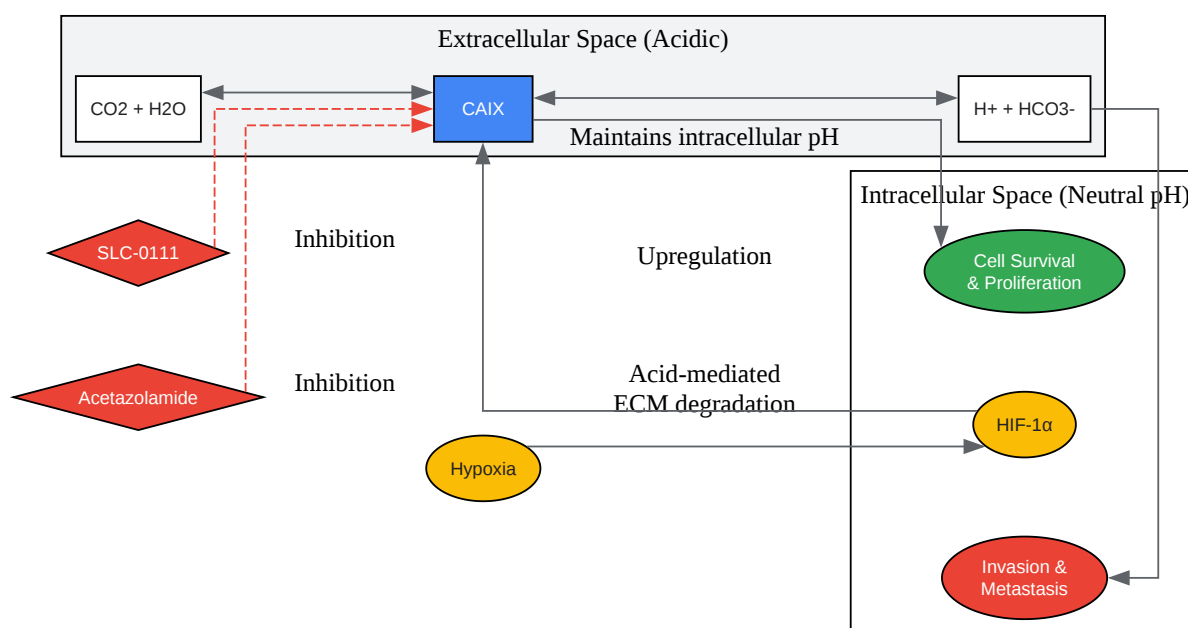 Extracellular Space (Acidic)
CO2 + H2O
CAIX
H+ + HCO3-
Maintains intracellular pH
Intracellular Space (Neutral pH)
SLC-0111
Inhibition
Upregulation
Cell Survival
& Proliferation
Acetazolamide
Inhibition
Acid-mediated
ECM degradation
HIF-1α
Hypoxia
Invasion &
Metastasis